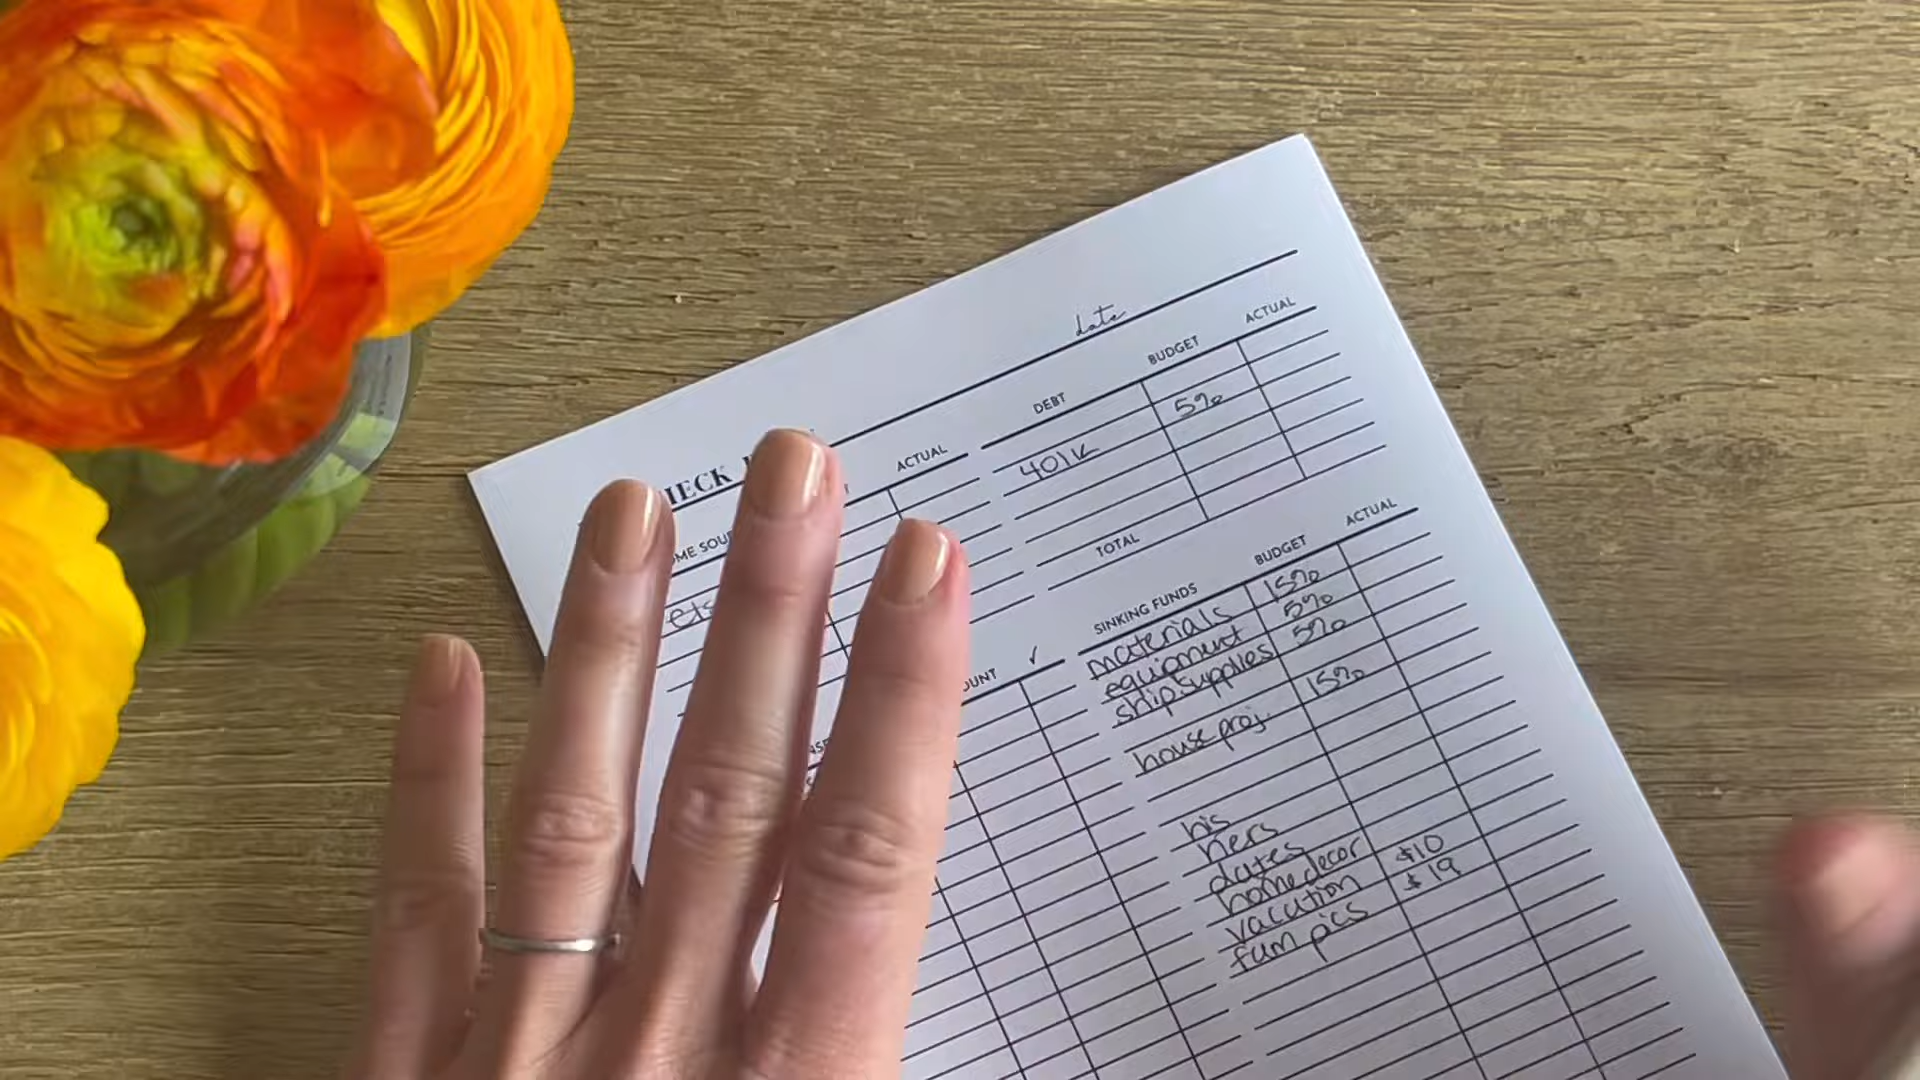 date
DEBT BUDGET ACTUAL
401K 5%
TOTAL
ACTUAL
SINKING FUNDS BUDGET ACTUAL
materials 15%
equipment 5%
ship supplies 5%
house proj. 15%
his
hers
dates
home decor
vacation $10
fam pics $19